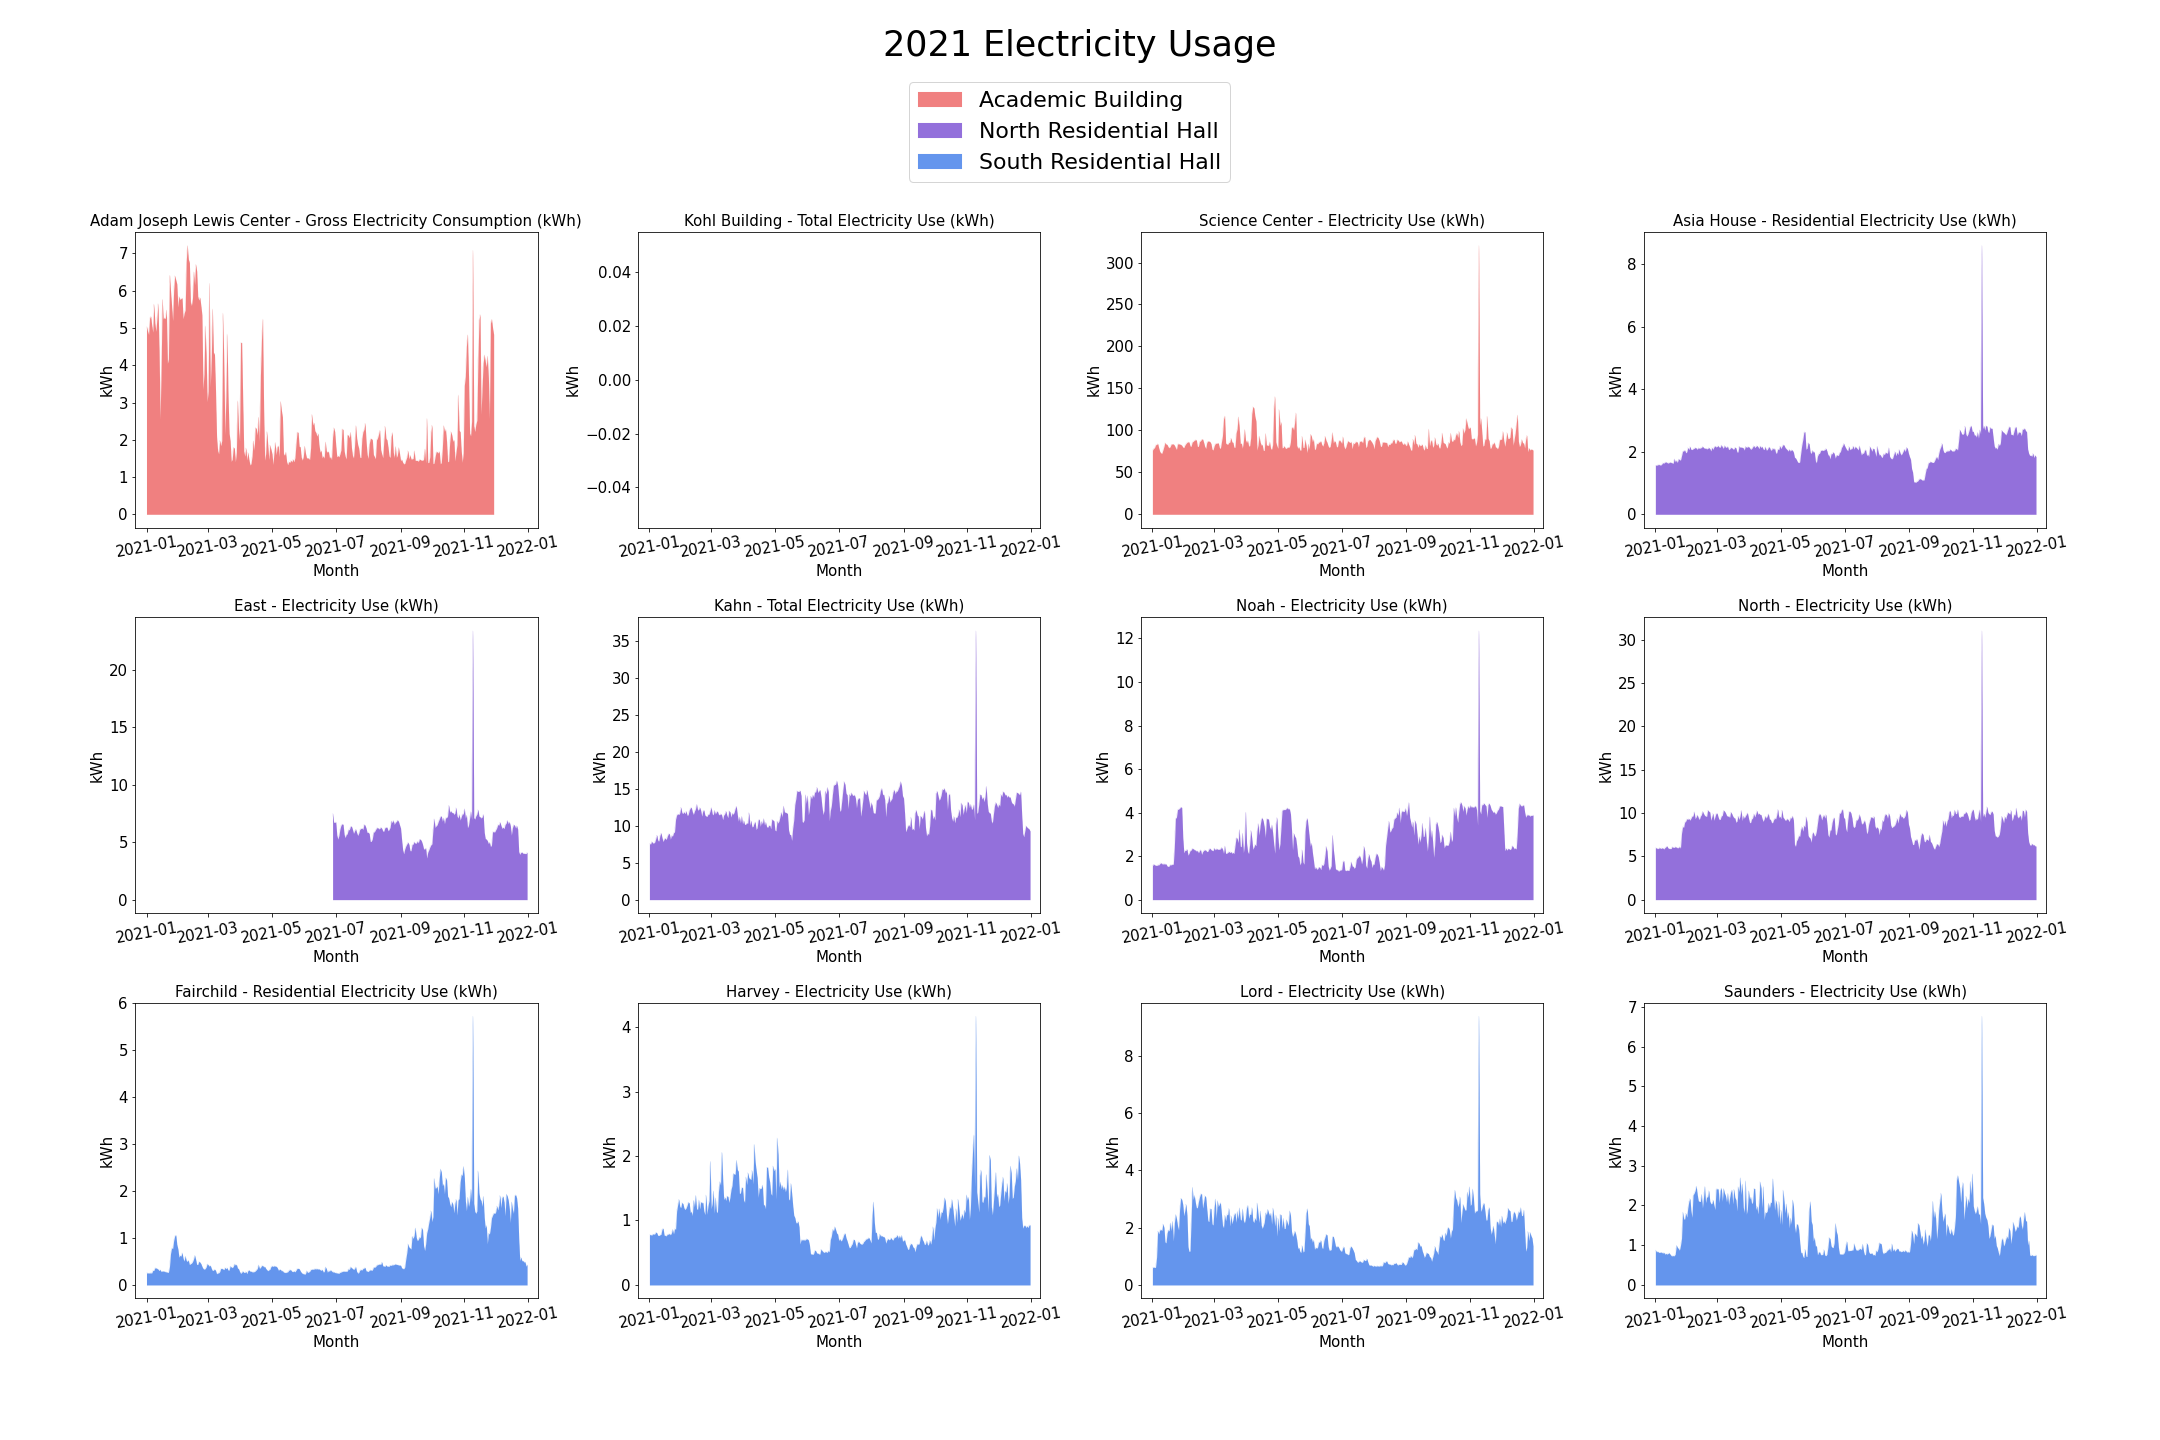 2021 Electricity Usage
Academic Building
North Residential Hall
South Residential Hall
Adam Joseph Lewis Center - Gross Electricity Consumption (kWh)
7
6
5
4
3
2
1
0
kWh
2021-01 2021-03 2021-05 2021-07 2021-09 2021-11 2022-01
Month
Kohl Building - Total Electricity Use (kWh)
0.04
0.02
0.00
−0.02
−0.04
kWh
2021-01 2021-03 2021-05 2021-07 2021-09 2021-11 2022-01
Month
Science Center - Electricity Use (kWh)
300
250
200
150
100
50
0
kWh
2021-01 2021-03 2021-05 2021-07 2021-09 2021-11 2022-01
Month
Asia House - Residential Electricity Use (kWh)
8
6
4
2
0
kWh
2021-01 2021-03 2021-05 2021-07 2021-09 2021-11 2022-01
Month
East - Electricity Use (kWh)
20
15
10
5
0
kWh
2021-01 2021-03 2021-05 2021-07 2021-09 2021-11 2022-01
Month
Kahn - Total Electricity Use (kWh)
35
30
25
20
15
10
5
0
kWh
2021-01 2021-03 2021-05 2021-07 2021-09 2021-11 2022-01
Month
Noah - Electricity Use (kWh)
12
10
8
6
4
2
0
kWh
2021-01 2021-03 2021-05 2021-07 2021-09 2021-11 2022-01
Month
North - Electricity Use (kWh)
30
25
20
15
10
5
0
kWh
2021-01 2021-03 2021-05 2021-07 2021-09 2021-11 2022-01
Month
Fairchild - Residential Electricity Use (kWh)
6
5
4
3
2
1
0
kWh
2021-01 2021-03 2021-05 2021-07 2021-09 2021-11 2022-01
Month
Harvey - Electricity Use (kWh)
4
3
2
1
0
kWh
2021-01 2021-03 2021-05 2021-07 2021-09 2021-11 2022-01
Month
Lord - Electricity Use (kWh)
8
6
4
2
0
kWh
2021-01 2021-03 2021-05 2021-07 2021-09 2021-11 2022-01
Month
Saunders - Electricity Use (kWh)
7
6
5
4
3
2
1
0
kWh
2021-01 2021-03 2021-05 2021-07 2021-09 2021-11 2022-01
Month